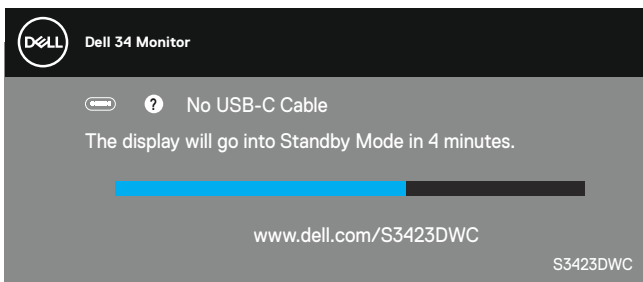 DELL
Dell 34 Monitor
? No USB-C Cable
The display will go into Standby Mode in 4 minutes.
www.dell.com/S3423DWC
S3423DWC